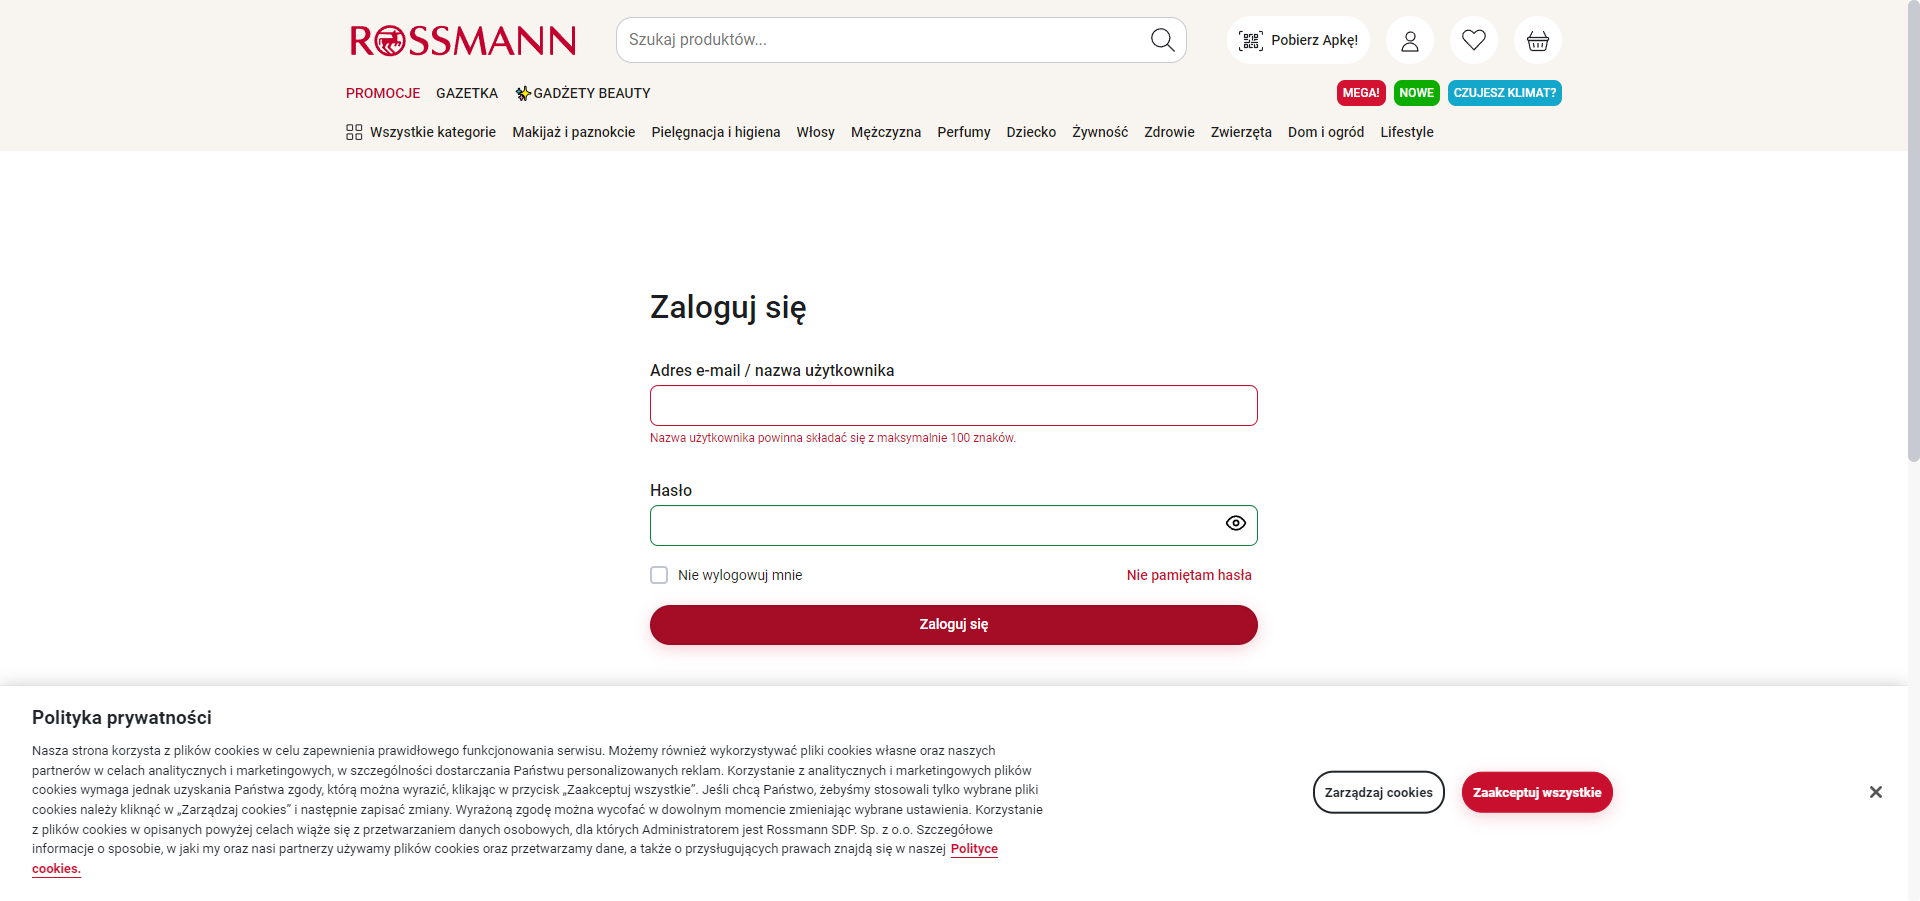 ROSSMANN
Szukaj produktów...
Pobierz Apkę!
PROMOCJE GAZETKA GADŻETY BEAUTY
MEGA! NOWE CZUJESZ KLIMAT?
Wszystkie kategorie Makijaż i paznokcie Pielęgnacja i higiena Włosy Mężczyzna Perfumy Dziecko Żywność Zdrowie Zwierzęta Dom i ogród Lifestyle
Zaloguj się
Adres e-mail / nazwa użytkownika
Nazwa użytkownika powinna składać się z maksymalnie 100 znaków.
Hasło
Nie wylogowuj mnie
Nie pamiętam hasła
Zaloguj się
Polityka prywatności
Nasza strona korzysta z plików cookies w celu zapewnienia prawidłowego funkcjonowania serwisu. Możemy również wykorzystywać pliki cookies własne oraz naszych
partnerów w celach analitycznych i marketingowych, w szczególności dostarczania Państwu personalizowanych reklam. Korzystanie z analitycznych i marketingowych plików
cookies wymaga jednak uzyskania Państwa zgody, którą można wyrazić, klikając w przycisk „Zaakceptuj wszystkie”. Jeśli chcą Państwo, żebyśmy stosowali tylko wybrane pliki
cookies należy kliknąć w „Zarządzaj cookies” i następnie zapisać zmiany. Wyrażoną zgodę można wycofać w dowolnym momencie zmieniając wybrane ustawienia. Korzystanie
z plików cookies w opisanych powyżej celach wiąże się z przetwarzaniem danych osobowych, dla których Administratorem jest Rossmann SDP. Sp. z o.o. Szczegółowe
informacje o sposobie, w jaki my oraz nasi partnerzy używamy plików cookies oraz przetwarzamy dane, a także o przysługujących prawach znajdą się w naszej Polityce
cookies.
Zarządzaj cookies
Zaakceptuj wszystkie